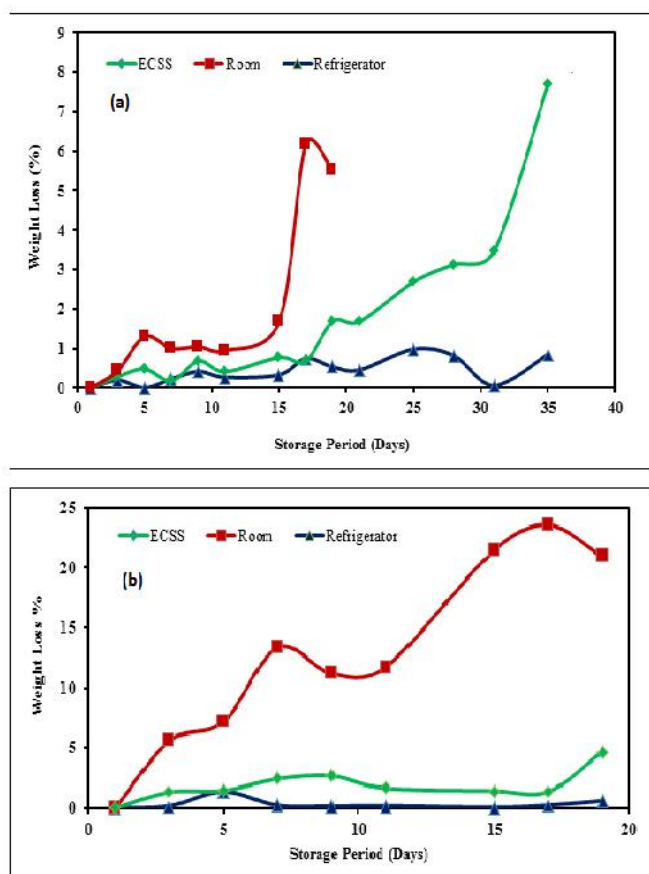 9
8
7
6
5
4
3
2
1
0
Weight Loss (%)
ECSS Room Refrigerator
(a)
0 5 10 15 20 25 30 35 40
Storage Period (Days)
25
20
15
10
5
0
Weight Loss %
ECSS Room Refrigerator
(b)
0 5 10 15 20
Storage Period (Days)